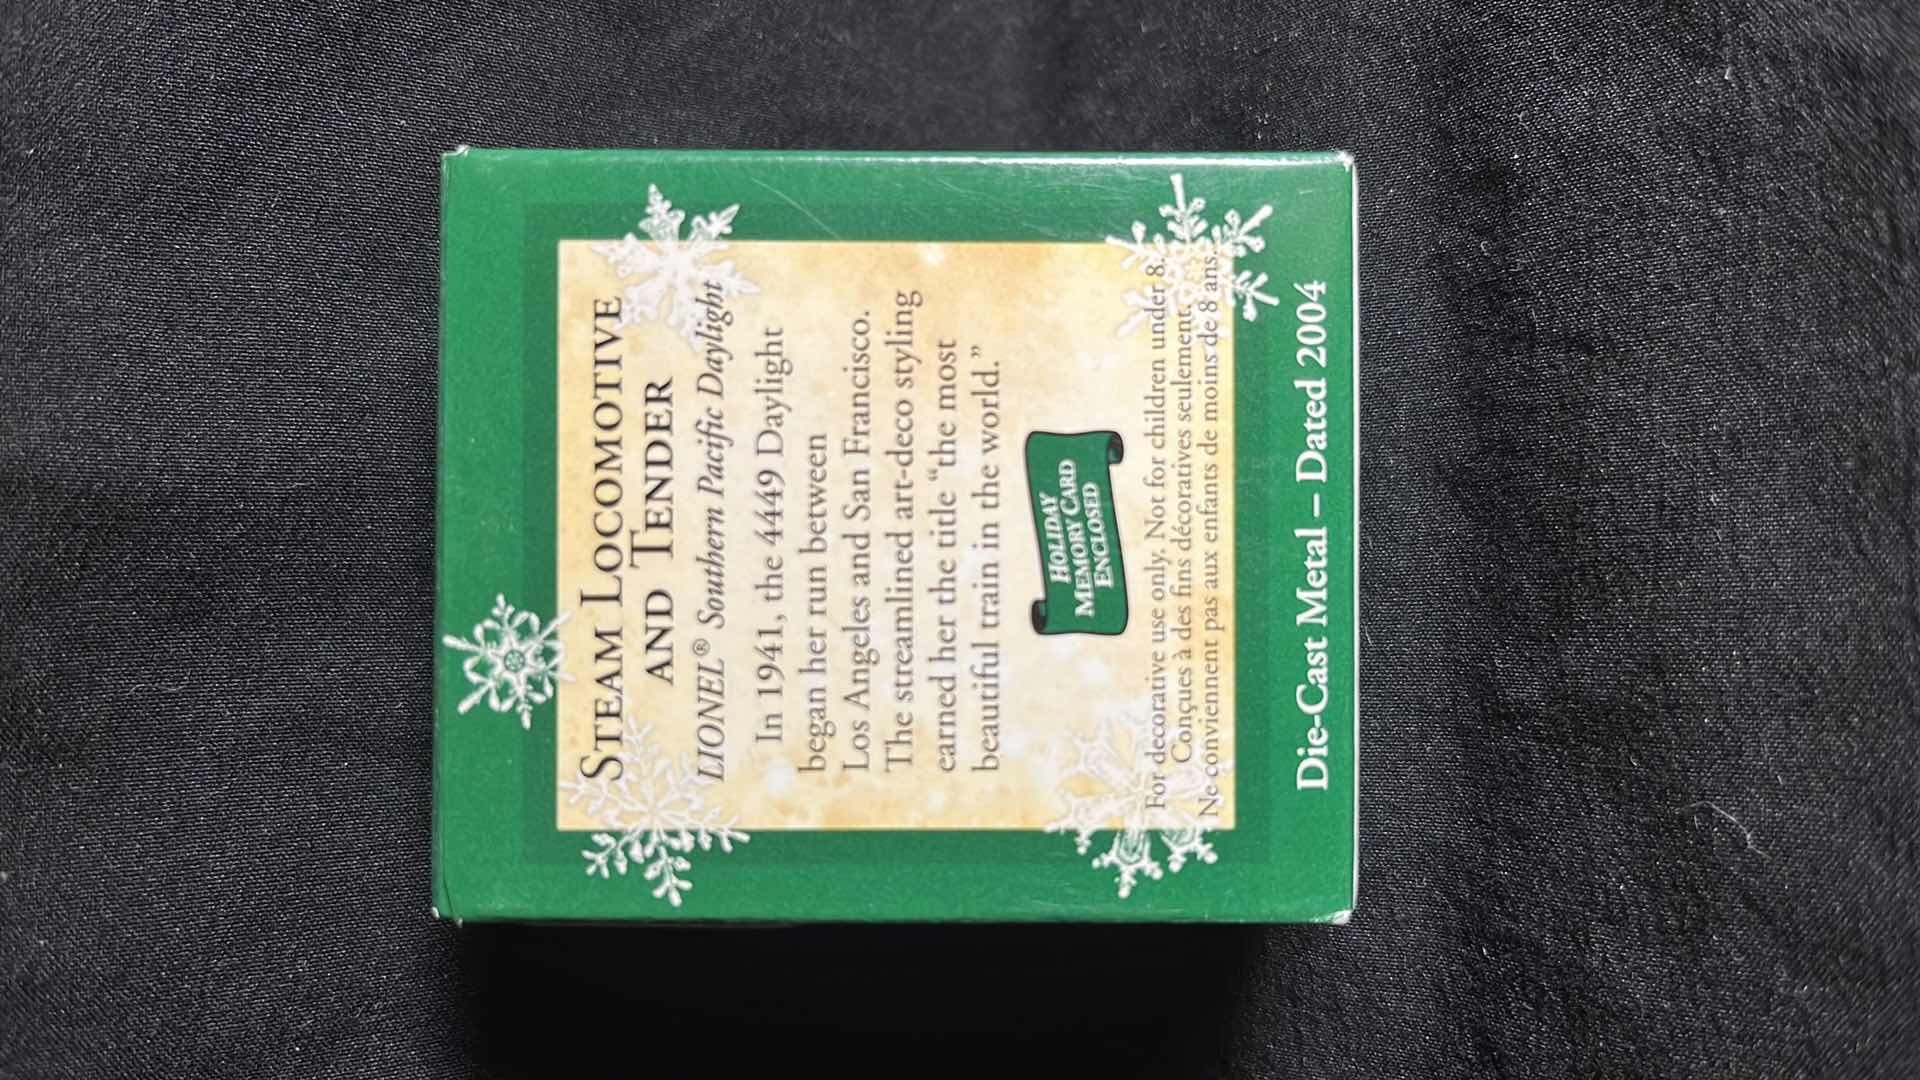 STEAM LOCOMOTIVE
AND TENDER
LIONEL® Southern Pacific Daylight
In 1941, the 4449 Daylight
began her run between
Los Angeles and San Francisco.
The streamlined art-deco styling
earned her the title “the most
beautiful train in the world.”
HOLIDAY
MEMORY CARD
ENCLOSED
For decorative use only. Not for children under 8.
Conçues à des fins décoratives seulement.
Ne conviennent pas aux enfants de moins de 8 ans.
Die-Cast Metal – Dated 2004